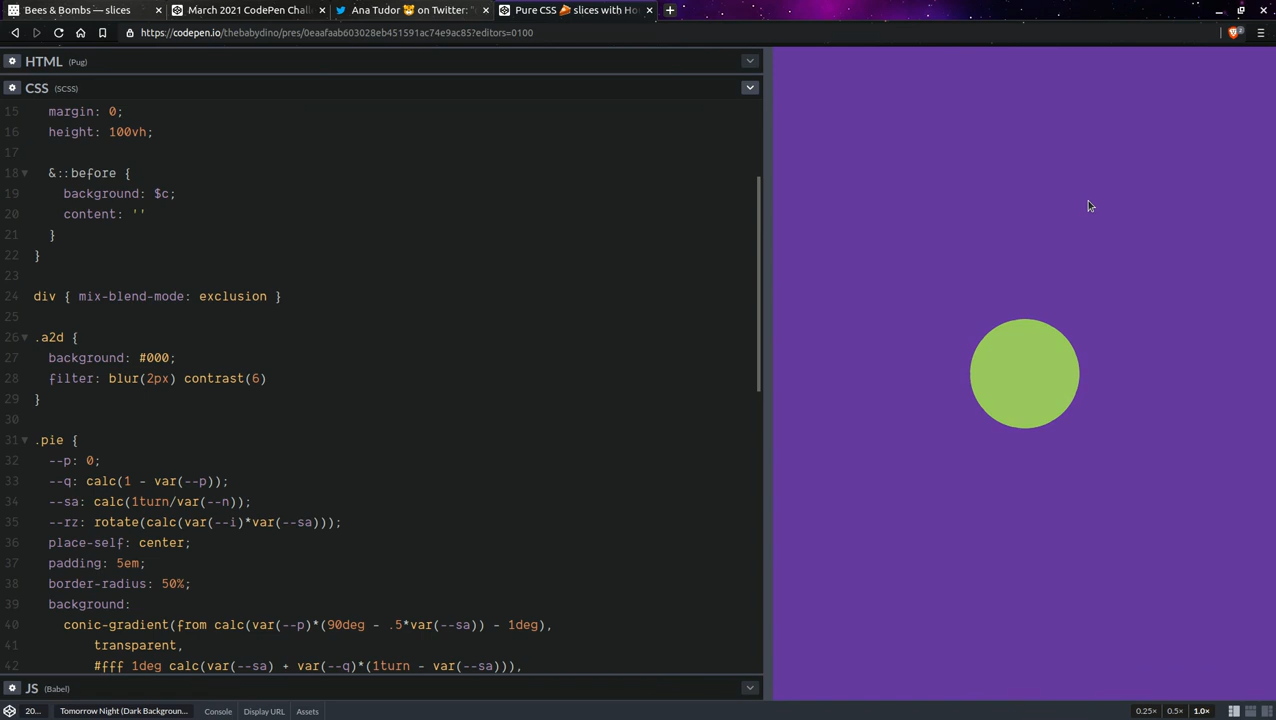 Bees & Bombs — slices
March 2021 CodePen Chall
Ana Tudor 🐯 on Twitter: "
Pure CSS 🍰 slices with Ho
https://codepen.io/thebabydino/pres/0eaafaab603028eb451591ac74e9ac85?editors=0100
2
HTML (Pug)
CSS (SCSS)
15 margin: 0;
16 height: 100vh;
17
18 &::before {
19 background: $c;
20 content: ''
21 }
22 }
23
24 div { mix-blend-mode: exclusion }
25
26 .a2d {
27 background: #000;
28 filter: blur(2px) contrast(6)
29 }
30
31 .pie {
32 --p: 0;
33 --q: calc(1 - var(--p));
34 --sa: calc(1turn/var(--n));
35 --rz: rotate(calc(var(--i)*var(--sa)));
36 place-self: center;
37 padding: 5em;
38 border-radius: 50%;
39 background:
40 conic-gradient(from calc(var(--p)*(90deg - .5*var(--sa)) - 1deg),
41 transparent,
42 #fff 1deg calc(var(--sa) + var(--q)*(1turn - var(--sa))),
JS (Babel)
20... Tomorrow Night (Dark Backgroun... Console Display URL Assets 0.25× 0.5× 1.0×